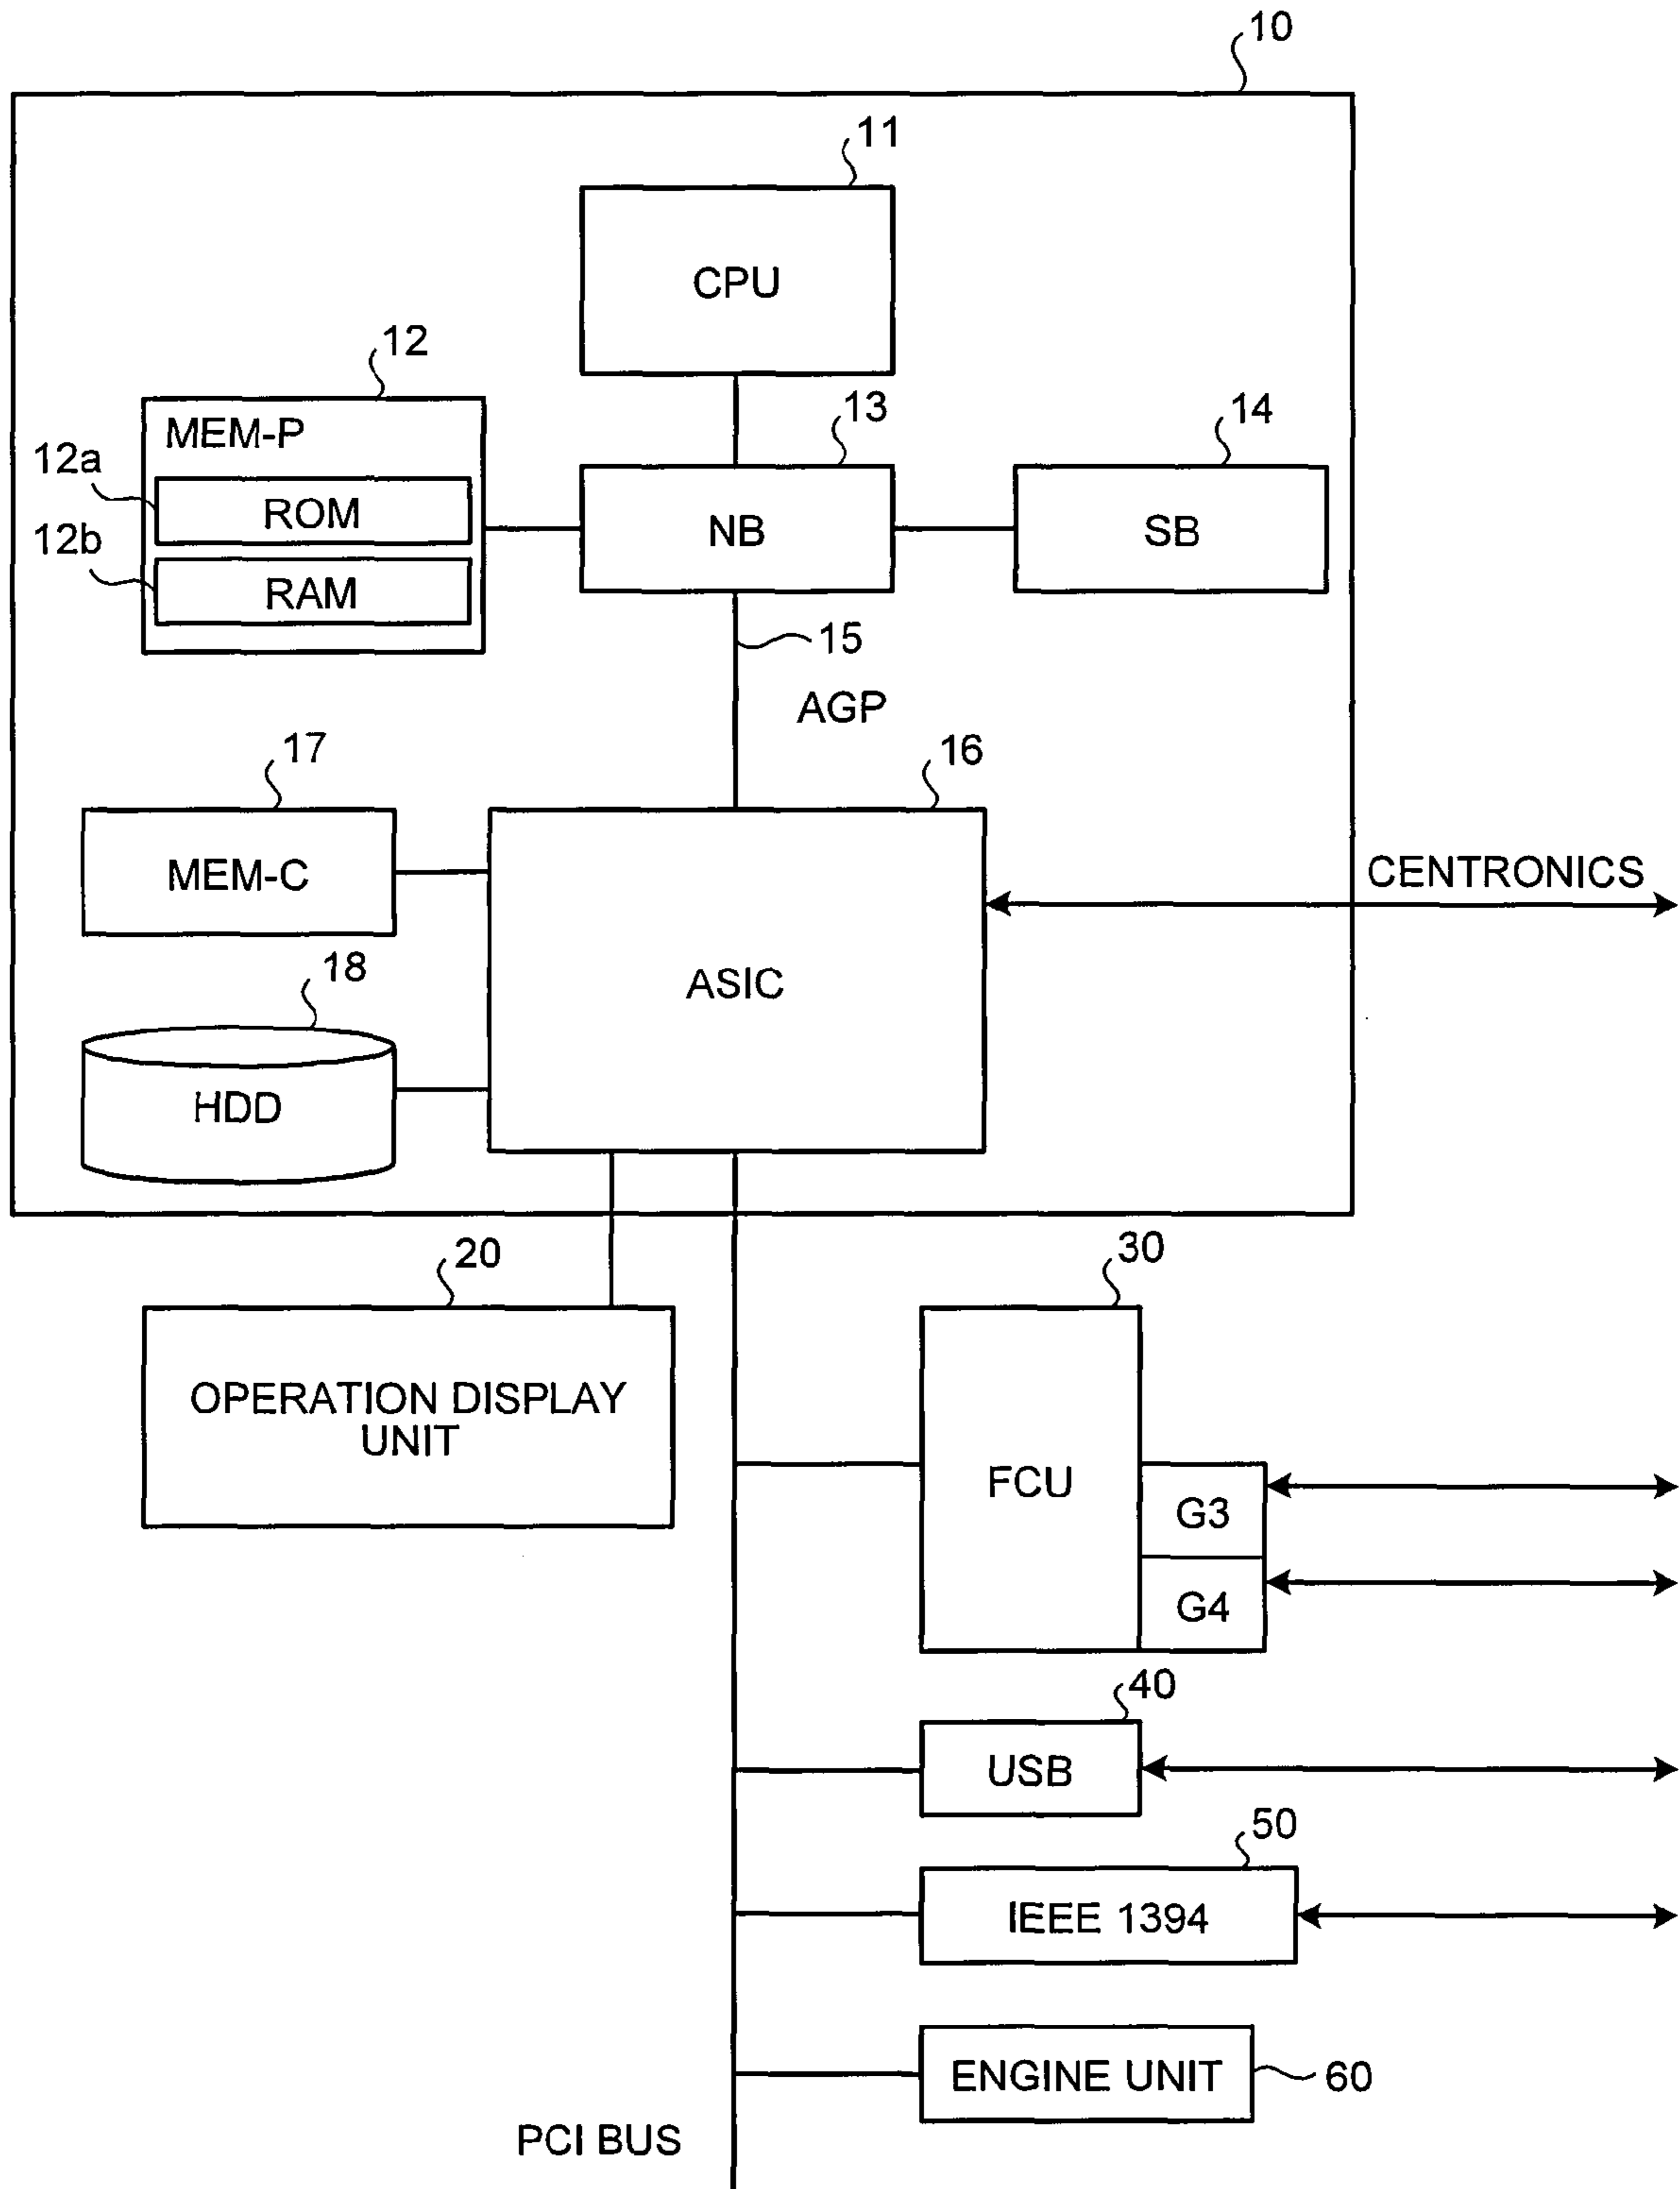 10
11
CPU
12
MEM-P
12a
ROM
12b
RAM
13
NB
14
SB
15
AGP
17
MEM-C
16
ASIC
CENTRONICS
18
HDD
20
OPERATION DISPLAY
UNIT
30
FCU
G3
G4
40
USB
50
IEEE 1394
ENGINE UNIT
60
PCI BUS